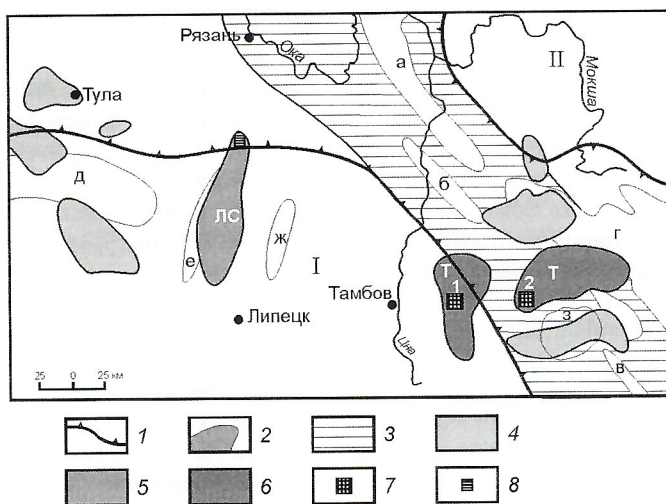 Рязань
Ока
а
II
Мокша
Тула
д
б
ЛС
е
ж
I
г
Т
1
2
Т
Тамбов
Липецк
Цна
з
в
25 0 25 км
1 2 3 4
5 6 7 8